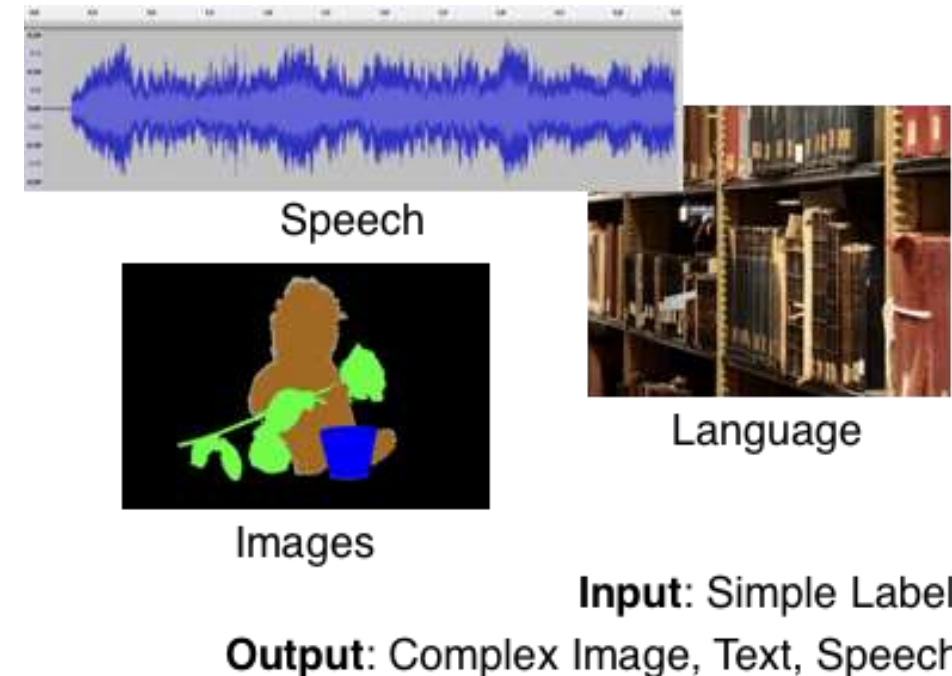 Speech
Language
Images
Input: Simple Label
Output: Complex Image, Text, Speech